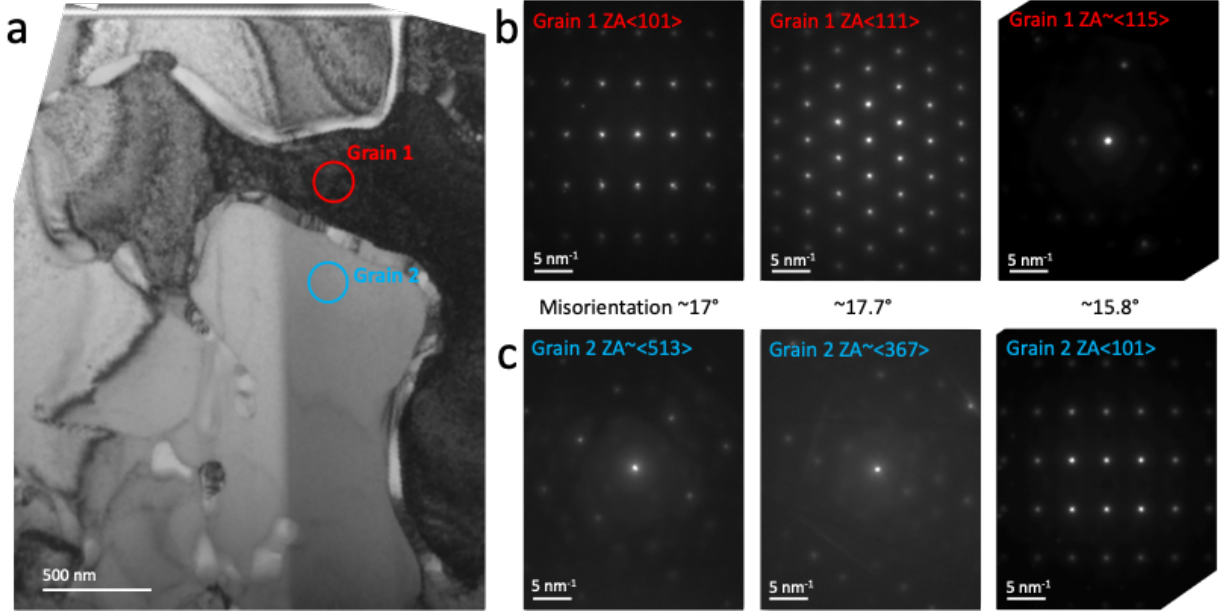 a
Grain 1
Grain 2
500 nm
b
Grain 1 ZA<101>
Grain 1 ZA<111>
Grain 1 ZA~<115>
5 nm⁻¹
5 nm⁻¹
5 nm⁻¹
Misorientation ~17°
~17.7°
~15.8°
c
Grain 2 ZA~<513>
Grain 2 ZA~<367>
Grain 2 ZA<101>
5 nm⁻¹
5 nm⁻¹
5 nm⁻¹